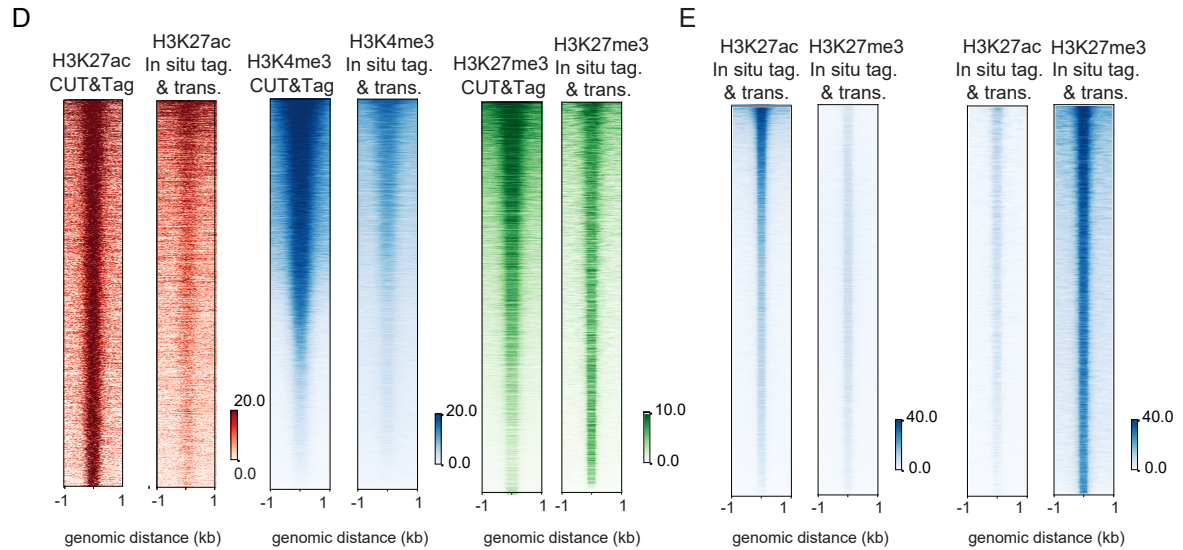 D
H3K27ac
CUT&Tag
H3K27ac
In situ tag.
& trans.
H3K4me3
CUT&Tag
H3K4me3
In situ tag.
& trans.
H3K27me3
CUT&Tag
H3K27me3
In situ tag.
& trans.
20.0
0.0
20.0
0.0
10.0
0.0
-1 1
-1 1
-1 1
-1 1
-1 1
-1 1
genomic distance (kb)
genomic distance (kb)
genomic distance (kb)
E
H3K27ac
In situ tag.
& trans.
H3K27me3
In situ tag.
& trans.
H3K27ac
In situ tag.
& trans.
H3K27me3
In situ tag.
& trans.
40.0
0.0
40.0
0.0
-1 1
-1 1
-1 1
-1 1
genomic distance (kb)
genomic distance (kb)